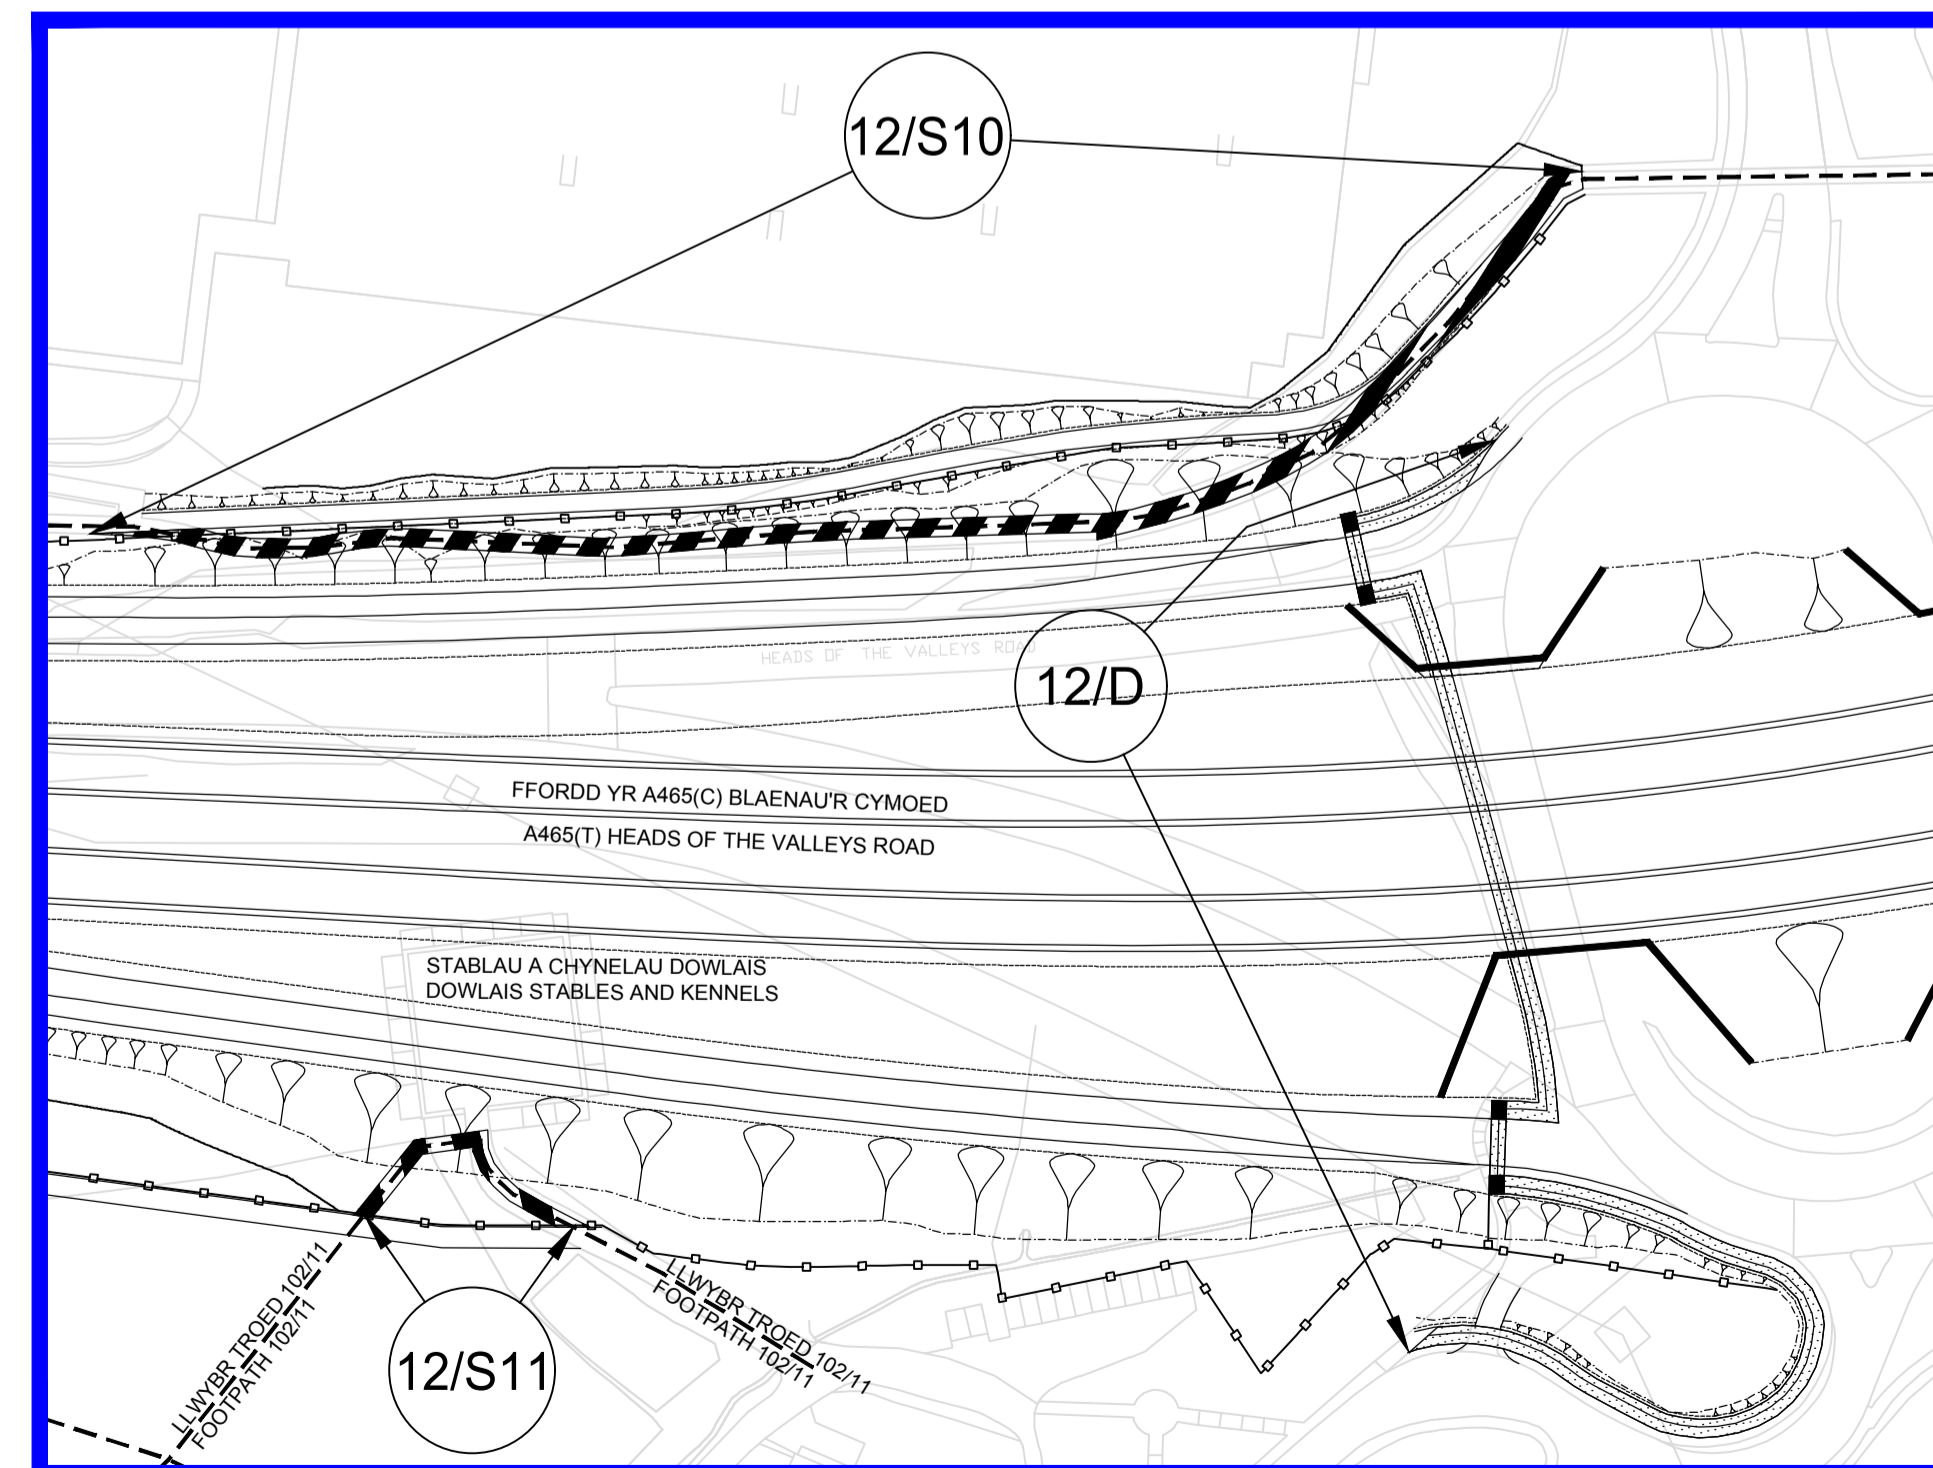 12/S10
HEADS OF THE VALLEYS ROAD
12/D
FFORDD YR A465(C) BLAENAU'R CYMOED
A465(T) HEADS OF THE VALLEYS ROAD
STABLAU A CHYNELAU DOWLAIS
DOWLAIS STABLES AND KENNELS
LLWYBR TROED 102/11
FOOTPATH 102/11
LLWYBR TROED 102/11
FOOTPATH 102/11
12/S11